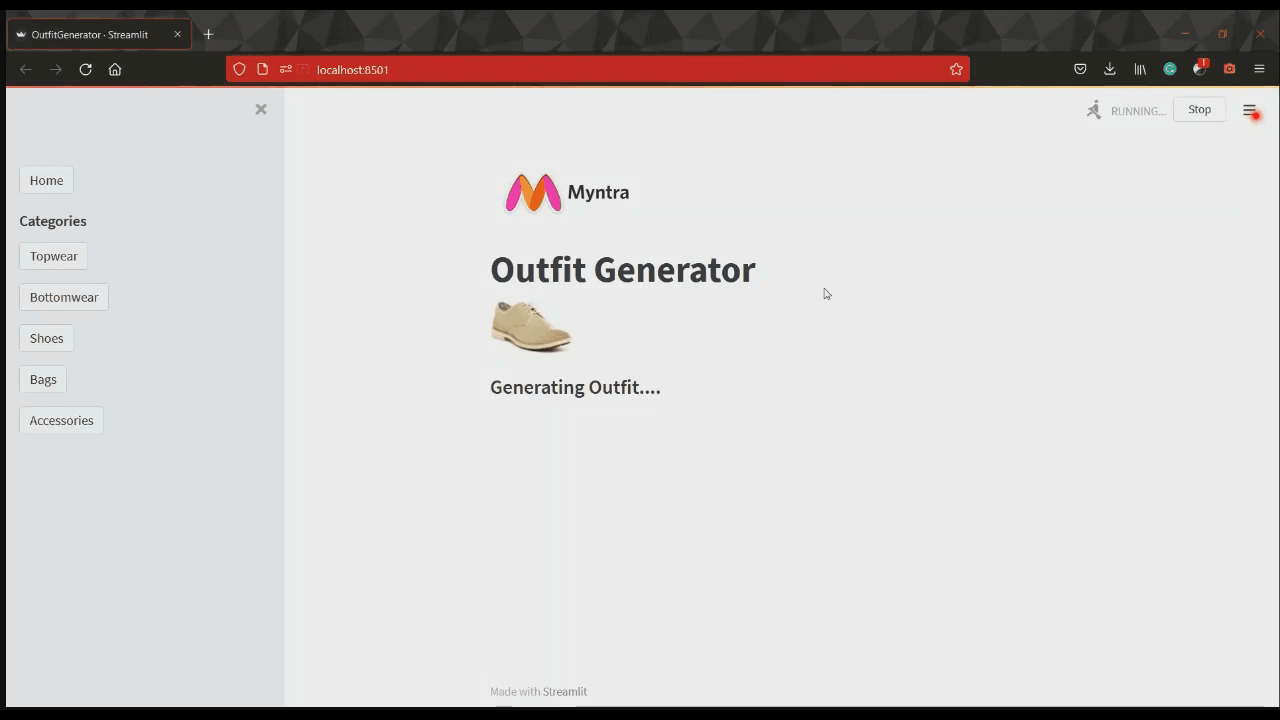 OutfitGenerator · Streamlit
localhost:8501
RUNNING...
Stop
Home
Categories
Topwear
Bottomwear
Shoes
Bags
Accessories
Myntra
Outfit Generator
Generating Outfit....
Made with Streamlit